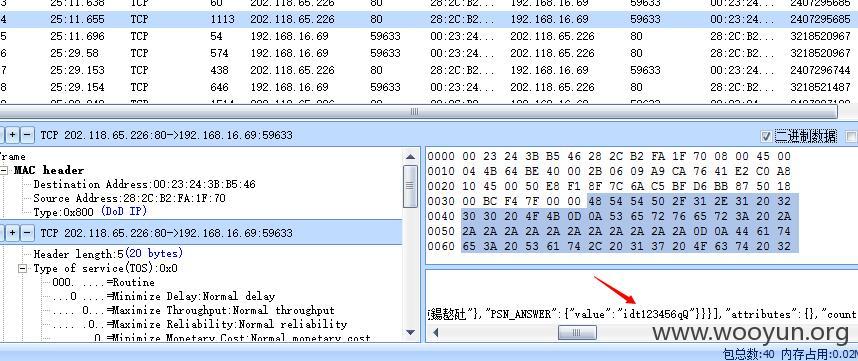 25:11.638 TCP 60 202.118.65.226 80 28:2C:B2... 192.168.16.69 59633 00:23:24... 2407295685
4 25:11.655 TCP 1113 202.118.65.226 80 28:2C:B2... 192.168.16.69 59633 00:23:24... 2407295685
5 25:11.696 TCP 54 192.168.16.69 59633 00:23:24... 202.118.65.226 80 28:2C:B2... 3218520967
6 25:29.58 TCP 574 192.168.16.69 59633 00:23:24... 202.118.65.226 80 28:2C:B2... 3218520967
7 25:29.153 TCP 438 202.118.65.226 80 28:2C:B2... 192.168.16.69 59633 00:23:24... 2407296744
8 25:29.154 TCP 646 192.168.16.69 59633 00:23:24... 202.118.65.226 80 28:2C:B2... 3218521487
+ - TCP 202.118.65.226:80->192.168.16.69:59633
二进制数据
rame
MAC header
Destination Address:00:23:24:3B:B5:46
Source Address:28:2C:B2:FA:1F:70
Type:0x800 (DoD IP)
+ - TCP 202.118.65.226:80->192.168.16.69:59633
Header length:5(20 bytes)
Type of service(TOS):0x0
000. ....=Routine
...0 ....=Minimize Delay:Normal delay
.... 0...=Maximize Throughput:Normal throughput
.... .0..=Maximize Reliability:Normal reliability
.... ..0.=Minimize Monetary Cost:Normal monetary cost
0000 00 23 24 3B B5 46 28 2C B2 FA 1F 70 08 00 45 00
0010 04 4B 64 BE 40 00 2B 06 09 A9 CA 76 41 E2 C0 A8
0020 10 45 00 50 E8 F1 8F 7C 6A C5 BF D6 BB 87 50 18
0030 00 BC F4 7F 00 00 48 54 54 50 2F 31 2E 31 20 32
0040 30 30 20 4F 4B 0D 0A 53 65 72 76 65 72 3A 20 2A
0050 2A 2A 2A 2A 2A 2A 2A 2A 2A 2A 2A 0D 0A 44 61 74
0060 65 3A 20 53 61 74 2C 20 31 37 20 4F 63 74 20 32
"},"PSN_ANSWER":{"value":"idt123456qQ"}}}],"attributes":{},"count
www.wooyun.org
包总数:40 内存占用:0.02